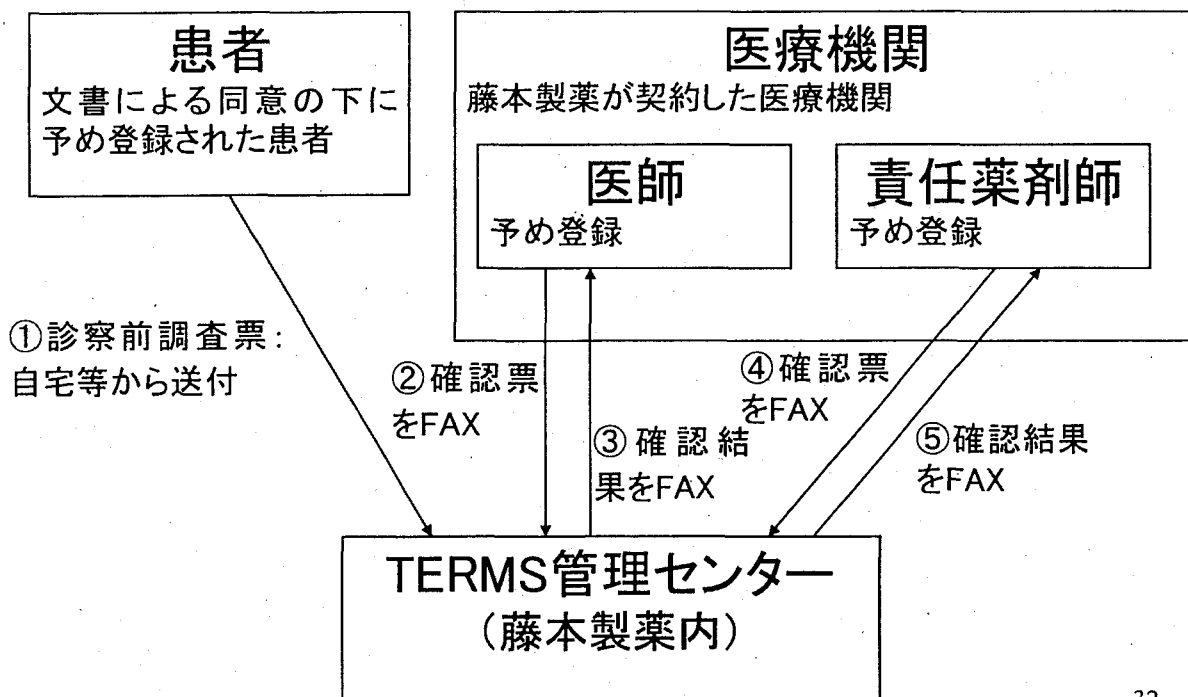 患者
文書による同意の下に
予め登録された患者
医療機関
藤本製薬が契約した医療機関
医師
予め登録
責任薬剤師
予め登録
①診察前調査票:
自宅等から送付
②確認票
をFAX
③確認結
果をFAX
④確認票
をFAX
⑤確認結果
をFAX
TERMS管理センター
(藤本製薬内)